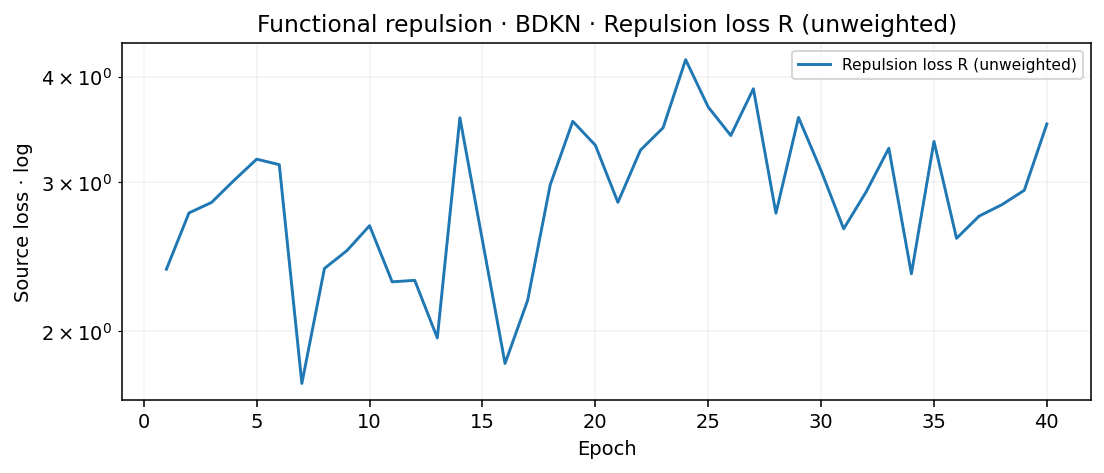 Functional repulsion · BDKN · Repulsion loss R (unweighted)
Repulsion loss R (unweighted)
Source loss · log
4 × 10⁰
3 × 10⁰
2 × 10⁰
0 5 10 15 20 25 30 35 40
Epoch